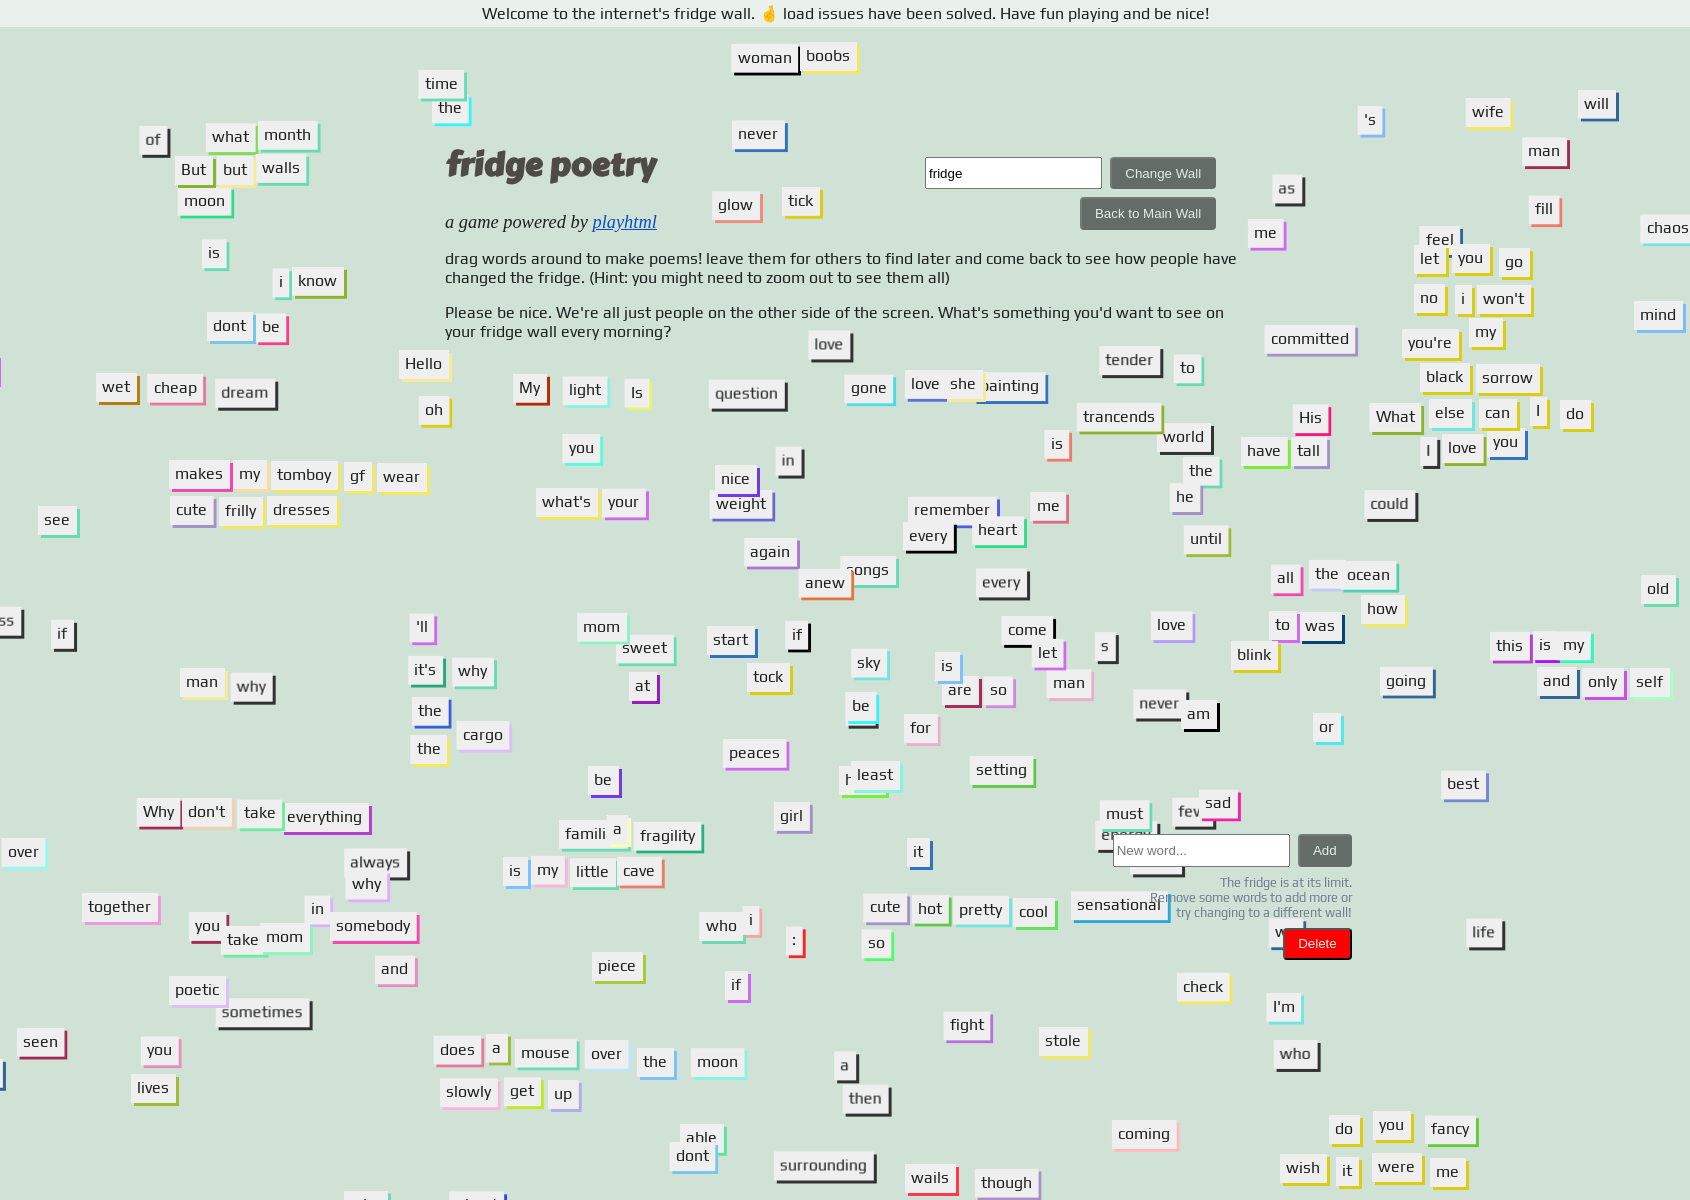 Welcome to the internet's fridge wall. 🤞 load issues have been solved. Have fun playing and be nice!
woman boobs
time
the
never
's
wife
will
of
what month
But but walls
moon
man
fridge poetry
fridge
Change Wall
Back to Main Wall
as
glow
tick
fill
a game powered by playhtml
me
chaos
is
i know
drag words around to make poems! leave them for others to find later and come back to see how people have
changed the fridge. (Hint: you might need to zoom out to see them all)
feel
let you go
no i won't
Please be nice. We're all just people on the other side of the screen. What's something you'd want to see on
your fridge wall every morning?
dont be
mind
you're my
committed
love
Hello
tender
to
wet cheap dream
My light Is
question
gone
love she painting
black sorrow
oh
trancends
world
His
What else can I do
is
have tall
I love you
you
in
the
makes my tomboy gf wear
nice
weight
he
cute frilly dresses
what's your
remember
me
could
see
every
heart
until
again
songs
anew
every
all the ocean
old
how
if
'll
mom
sweet
start
if
come
let
love
to was
s
blink
this is my
it's why
sky
is
are so
man
man
why
at
tock
going
and only self
the
be
never
am
the
cargo
for
or
peaces
be
least
setting
best
Why don't take everything
girl
must
few
sad
a
fragility
over
it
New word...
Add
always
why
is my little cave
The fridge is at its limit.
Remove some words to add more or
try changing to a different wall!
together
in
cute hot pretty cool
sensational
you
take
mom
somebody
who
i
:
so
life
Delete
and
piece
if
check
poetic
sometimes
I'm
fight
stole
seen
you
does a mouse over the moon
who
a
lives
slowly get up
then
able
dont
coming
do you fancy
surrounding
wish it were me
wails
though